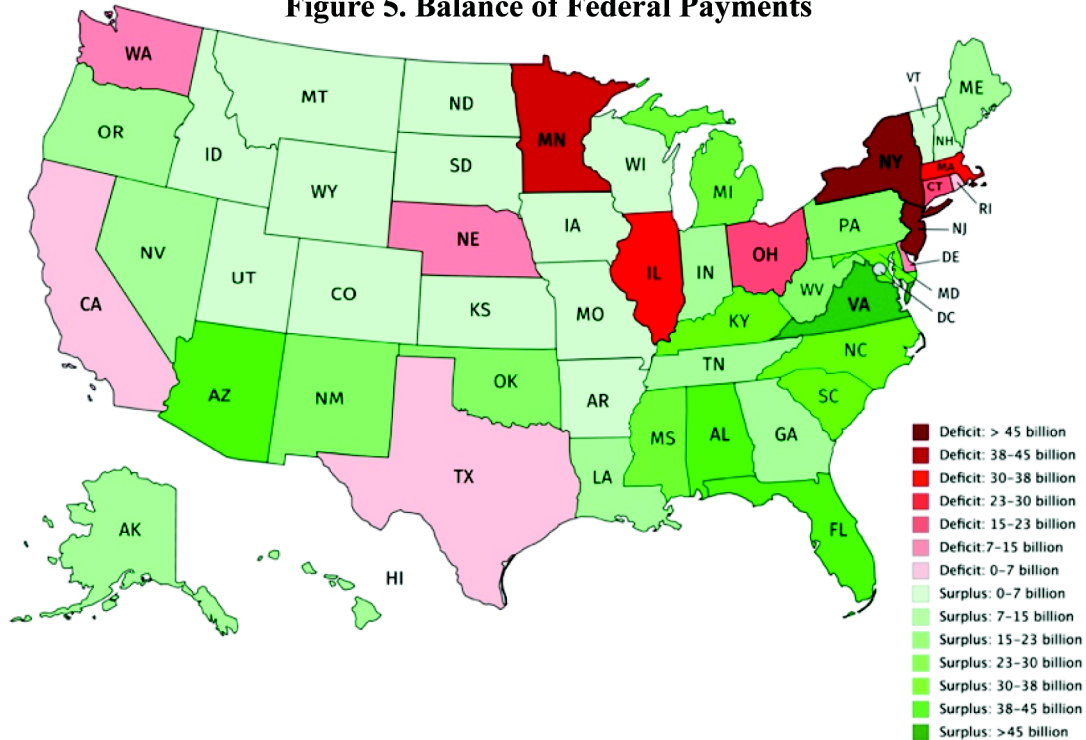 Figure 5. Balance of Federal Payments
WA
MT
ND
MN
VT
ME
OR
ID
SD
WI
NY
NH
MA
WY
MI
CT
RI
NE
IA
PA
NJ
NV
OH
DE
UT
CO
IL
IN
WV
MD
CA
KS
MO
KY
VA
DC
NC
TN
AZ
NM
OK
AR
SC
MS
AL
GA
TX
LA
AK
FL
HI
Deficit: > 45 billion
Deficit: 38-45 billion
Deficit: 30-38 billion
Deficit: 23-30 billion
Deficit: 15-23 billion
Deficit:7-15 billion
Deficit: 0-7 billion
Surplus: 0-7 billion
Surplus: 7-15 billion
Surplus: 15-23 billion
Surplus: 23-30 billion
Surplus: 30-38 billion
Surplus: 38-45 billion
Surplus: >45 billion